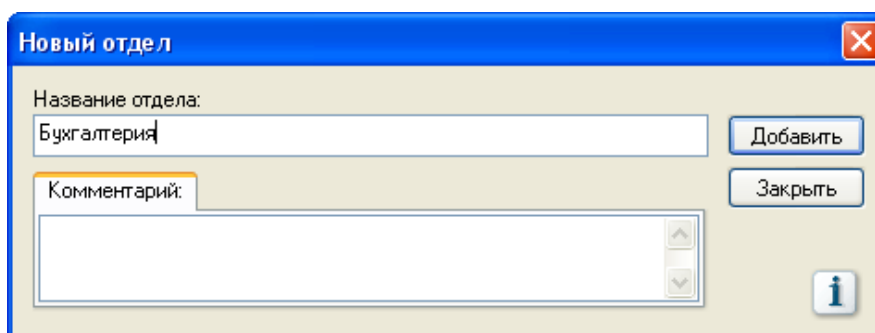 Новый отдел
Название отдела:
Бухгалтерия
Добавить
Комментарий:
Закрыть